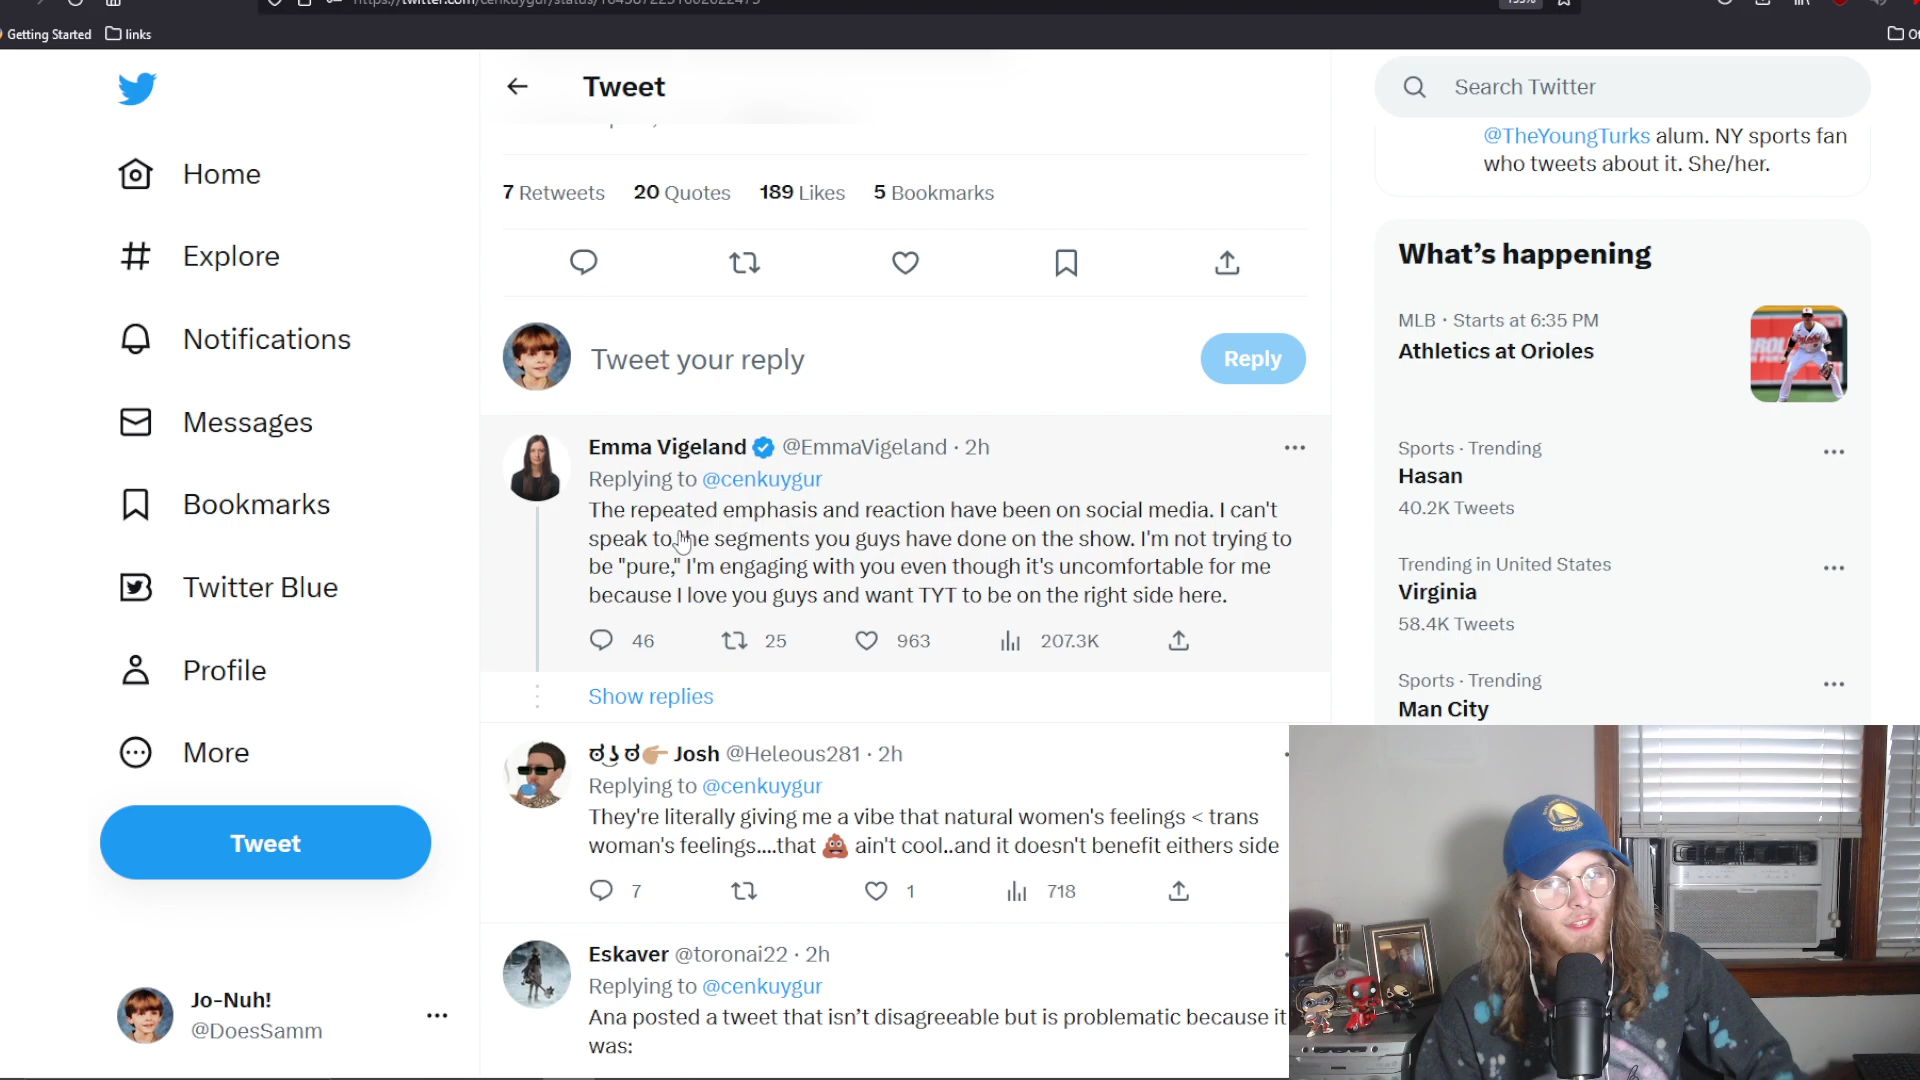 Getting Started
links
Tweet
Search Twitter
@TheYoungTurks alum. NY sports fan
who tweets about it. She/her.
Home
Explore
Notifications
Messages
Bookmarks
Twitter Blue
Profile
More
Tweet
Jo-Nuh!
@DoesSamm
7 Retweets 20 Quotes 189 Likes 5 Bookmarks
Tweet your reply
Reply
Emma Vigeland @EmmaVigeland · 2h
Replying to @cenkuygur
The repeated emphasis and reaction have been on social media. I can't
speak to the segments you guys have done on the show. I'm not trying to
be "pure," I'm engaging with you even though it's uncomfortable for me
because I love you guys and want TYT to be on the right side here.
46 25 963 207.3K
Show replies
Josh @Heleous281 · 2h
Replying to @cenkuygur
They're literally giving me a vibe that natural women's feelings < trans
woman's feelings....that 💩 ain't cool..and it doesn't benefit eithers side
7 1 718
Eskaver @toronai22 · 2h
Replying to @cenkuygur
Ana posted a tweet that isn’t disagreeable but is problematic because it
was:
What’s happening
MLB · Starts at 6:35 PM
Athletics at Orioles
Sports · Trending
Hasan
40.2K Tweets
Trending in United States
Virginia
58.4K Tweets
Sports · Trending
Man City